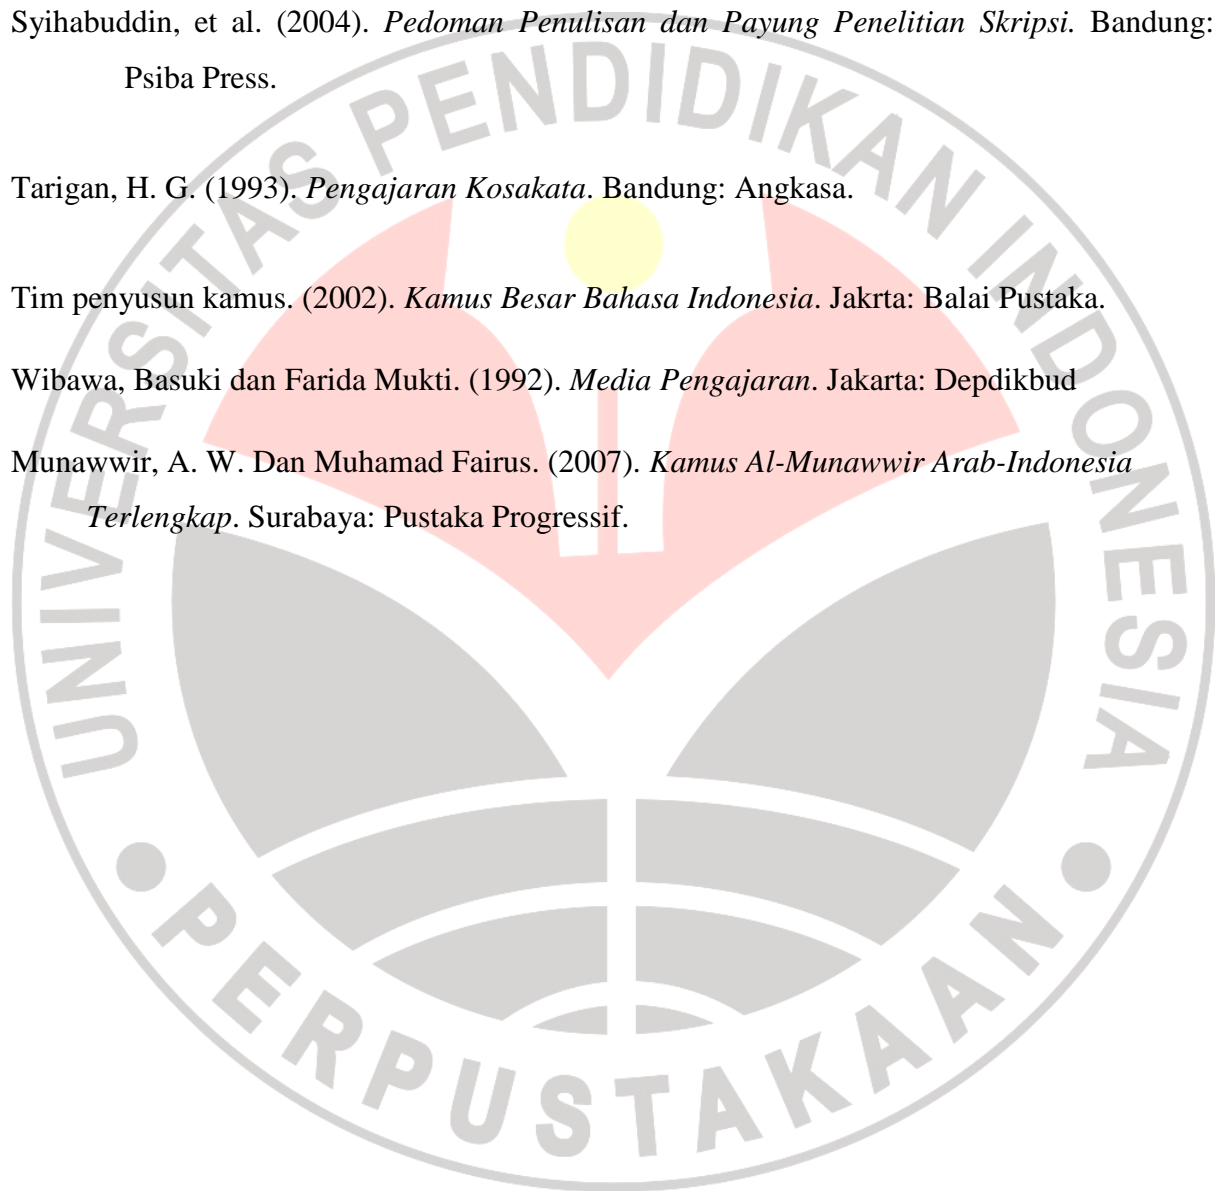 Syihabuddin, et al. (2004). Pedoman Penulisan dan Payung Penelitian Skripsi. Bandung:
Psiba Press.
Tarigan, H. G. (1993). Pengajaran Kosakata. Bandung: Angkasa.
Tim penyusun kamus. (2002). Kamus Besar Bahasa Indonesia. Jakrta: Balai Pustaka.
Wibawa, Basuki dan Farida Mukti. (1992). Media Pengajaran. Jakarta: Depdikbud
Munawwir, A. W. Dan Muhamad Fairus. (2007). Kamus Al-Munawwir Arab-Indonesia
Terlengkap. Surabaya: Pustaka Progressif.
UNIVERSITAS PENDIDIKAN INDONESIA
PERPUSTAKAAN